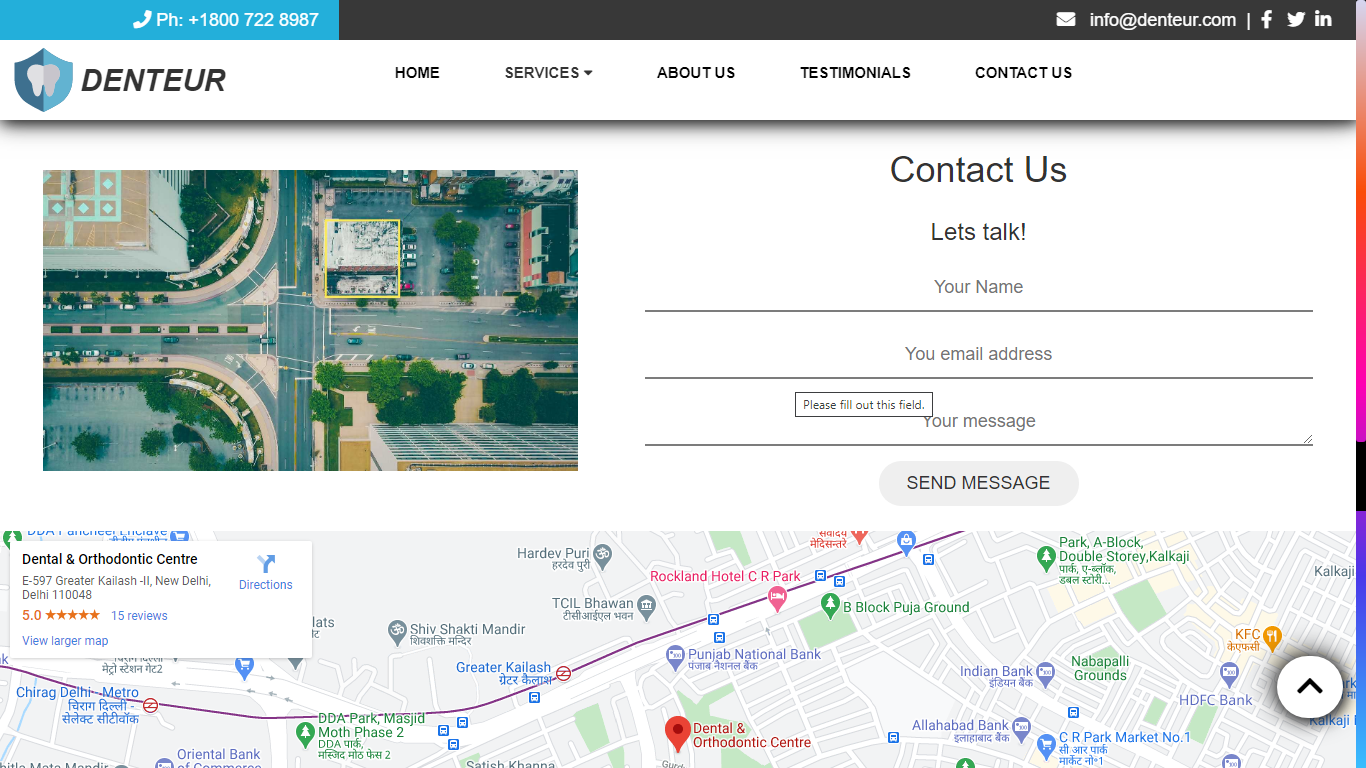 Ph: +1800 722 8987
info@denteur.com |
DENTEUR
HOME
SERVICES
ABOUT US
TESTIMONIALS
CONTACT US
Contact Us
Lets talk!
Your Name
You email address
Please fill out this field.
Your message
SEND MESSAGE
Dental & Orthodontic Centre
E-597 Greater Kailash -II, New Delhi,
Delhi 110048
5.0
15 reviews
View larger map
Directions
Hardev Puri
हरदेव पुरी
Rockland Hotel C R Park
Park, A-Block,
Double Storey,Kalkaji
पार्क, ए-ब्लॉक,
डबल स्टोरी...
Kalkaji
TCIL Bhawan
टीसीआईएल भवन
B Block Puja Ground
Shiv Shakti Mandir
शिवशक्ति मन्दिर
KFC
केएफसी
Punjab National Bank
पंजाब नैशनल बैंक
Greater Kailash
ग्रेटर कैलाश
Indian Bank
इंडियन बैंक
Nabapalli
Grounds
HDFC Bank
मेट्रो स्टेशन गेट2
Chirag Delhi - Metro
चिराग दिल्ली -
सेलेक्ट सीटीवॉक
DDA Park, Masjid
Moth Phase 2
DDA पार्क,
मस्जिद मोठ फेस 2
Dental &
Orthodontic Centre
Allahabad Bank
इलाहाबाद बैंक
C R Park Market No.1
सी आर पार्क
मार्केट नं॰1
Kalkaji P
Oriental Bank
of Commerce
Satish Khanna